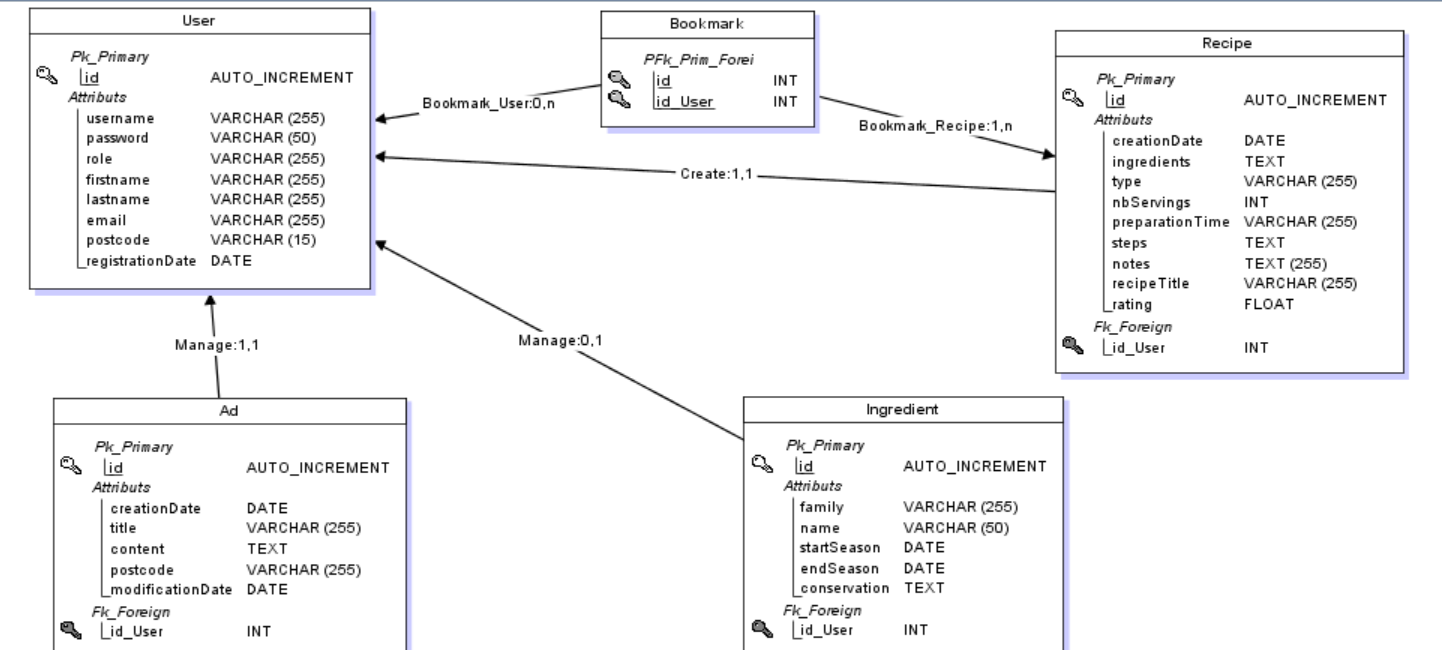 User
Pk_Primary
id AUTO_INCREMENT
Attributs
username VARCHAR (255)
password VARCHAR (50)
role VARCHAR (255)
firstname VARCHAR (255)
lastname VARCHAR (255)
email VARCHAR (255)
postcode VARCHAR (15)
registrationDate DATE
Bookmark
PFk_Prim_Forei
id INT
id_User INT
Recipe
Pk_Primary
id AUTO_INCREMENT
Attributs
creationDate DATE
ingredients TEXT
type VARCHAR (255)
nbServings INT
preparationTime VARCHAR (255)
steps TEXT
notes TEXT (255)
recipeTitle VARCHAR (255)
rating FLOAT
Fk_Foreign
id_User INT
Bookmark_User:0,n
Bookmark_Recipe:1,n
Create:1,1
Manage:1,1
Manage:0,1
Ad
Pk_Primary
id AUTO_INCREMENT
Attributs
creationDate DATE
title VARCHAR (255)
content TEXT
postcode VARCHAR (255)
modificationDate DATE
Fk_Foreign
id_User INT
Ingredient
Pk_Primary
id AUTO_INCREMENT
Attributs
family VARCHAR (255)
name VARCHAR (50)
startSeason DATE
endSeason DATE
conservation TEXT
Fk_Foreign
id_User INT